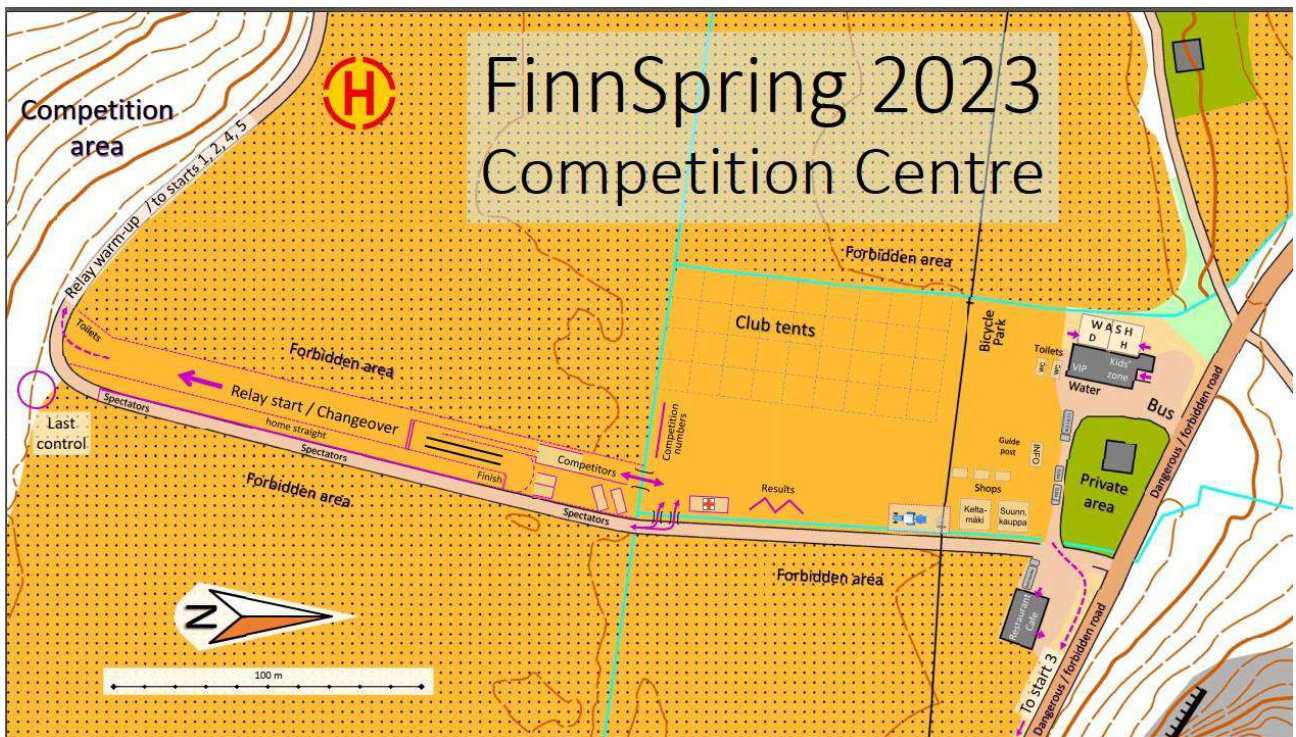 FinnSpring 2023
Competition Centre
H
Competition
area
Relay warm-up / to starts 1, 2, 4, 5
Toilets
Forbidden area
Relay start / Changeover
home straight
Spectators
Spectators
Finish
Last
control
Forbidden area
Competitors
Spectators
Competition
numbers
Results
Club tents
Forbidden area
Bicycle
Park
WASH
D H
Toilets
WC
WC
VIP
Kids'
zone
Water
Bus
Guide
post
INFO
Shops
Kelta-
mäki
Suunn.
kauppa
Private
area
Dangerous / forbidden road
Forbidden area
Restaurant
Cafe
To start 3
Dangerous / forbidden road
N
100 m